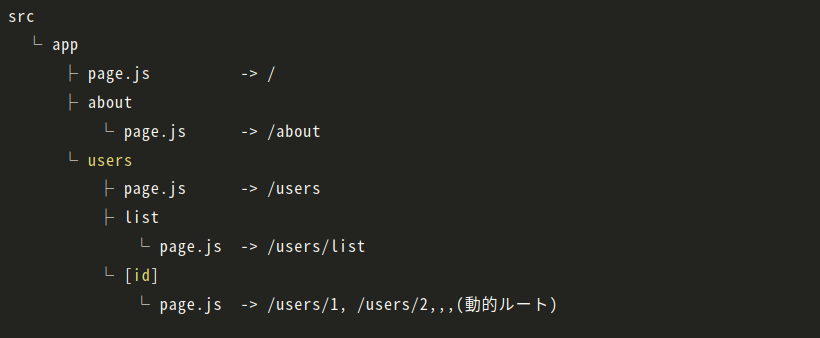 src
  └ app
      ├ page.js          -> /
      ├ about
          └ page.js      -> /about
      └ users
          ├ page.js      -> /users
          ├ list
              └ page.js  -> /users/list
          └ [id]
              └ page.js  -> /users/1, /users/2,,,(動的ルート)